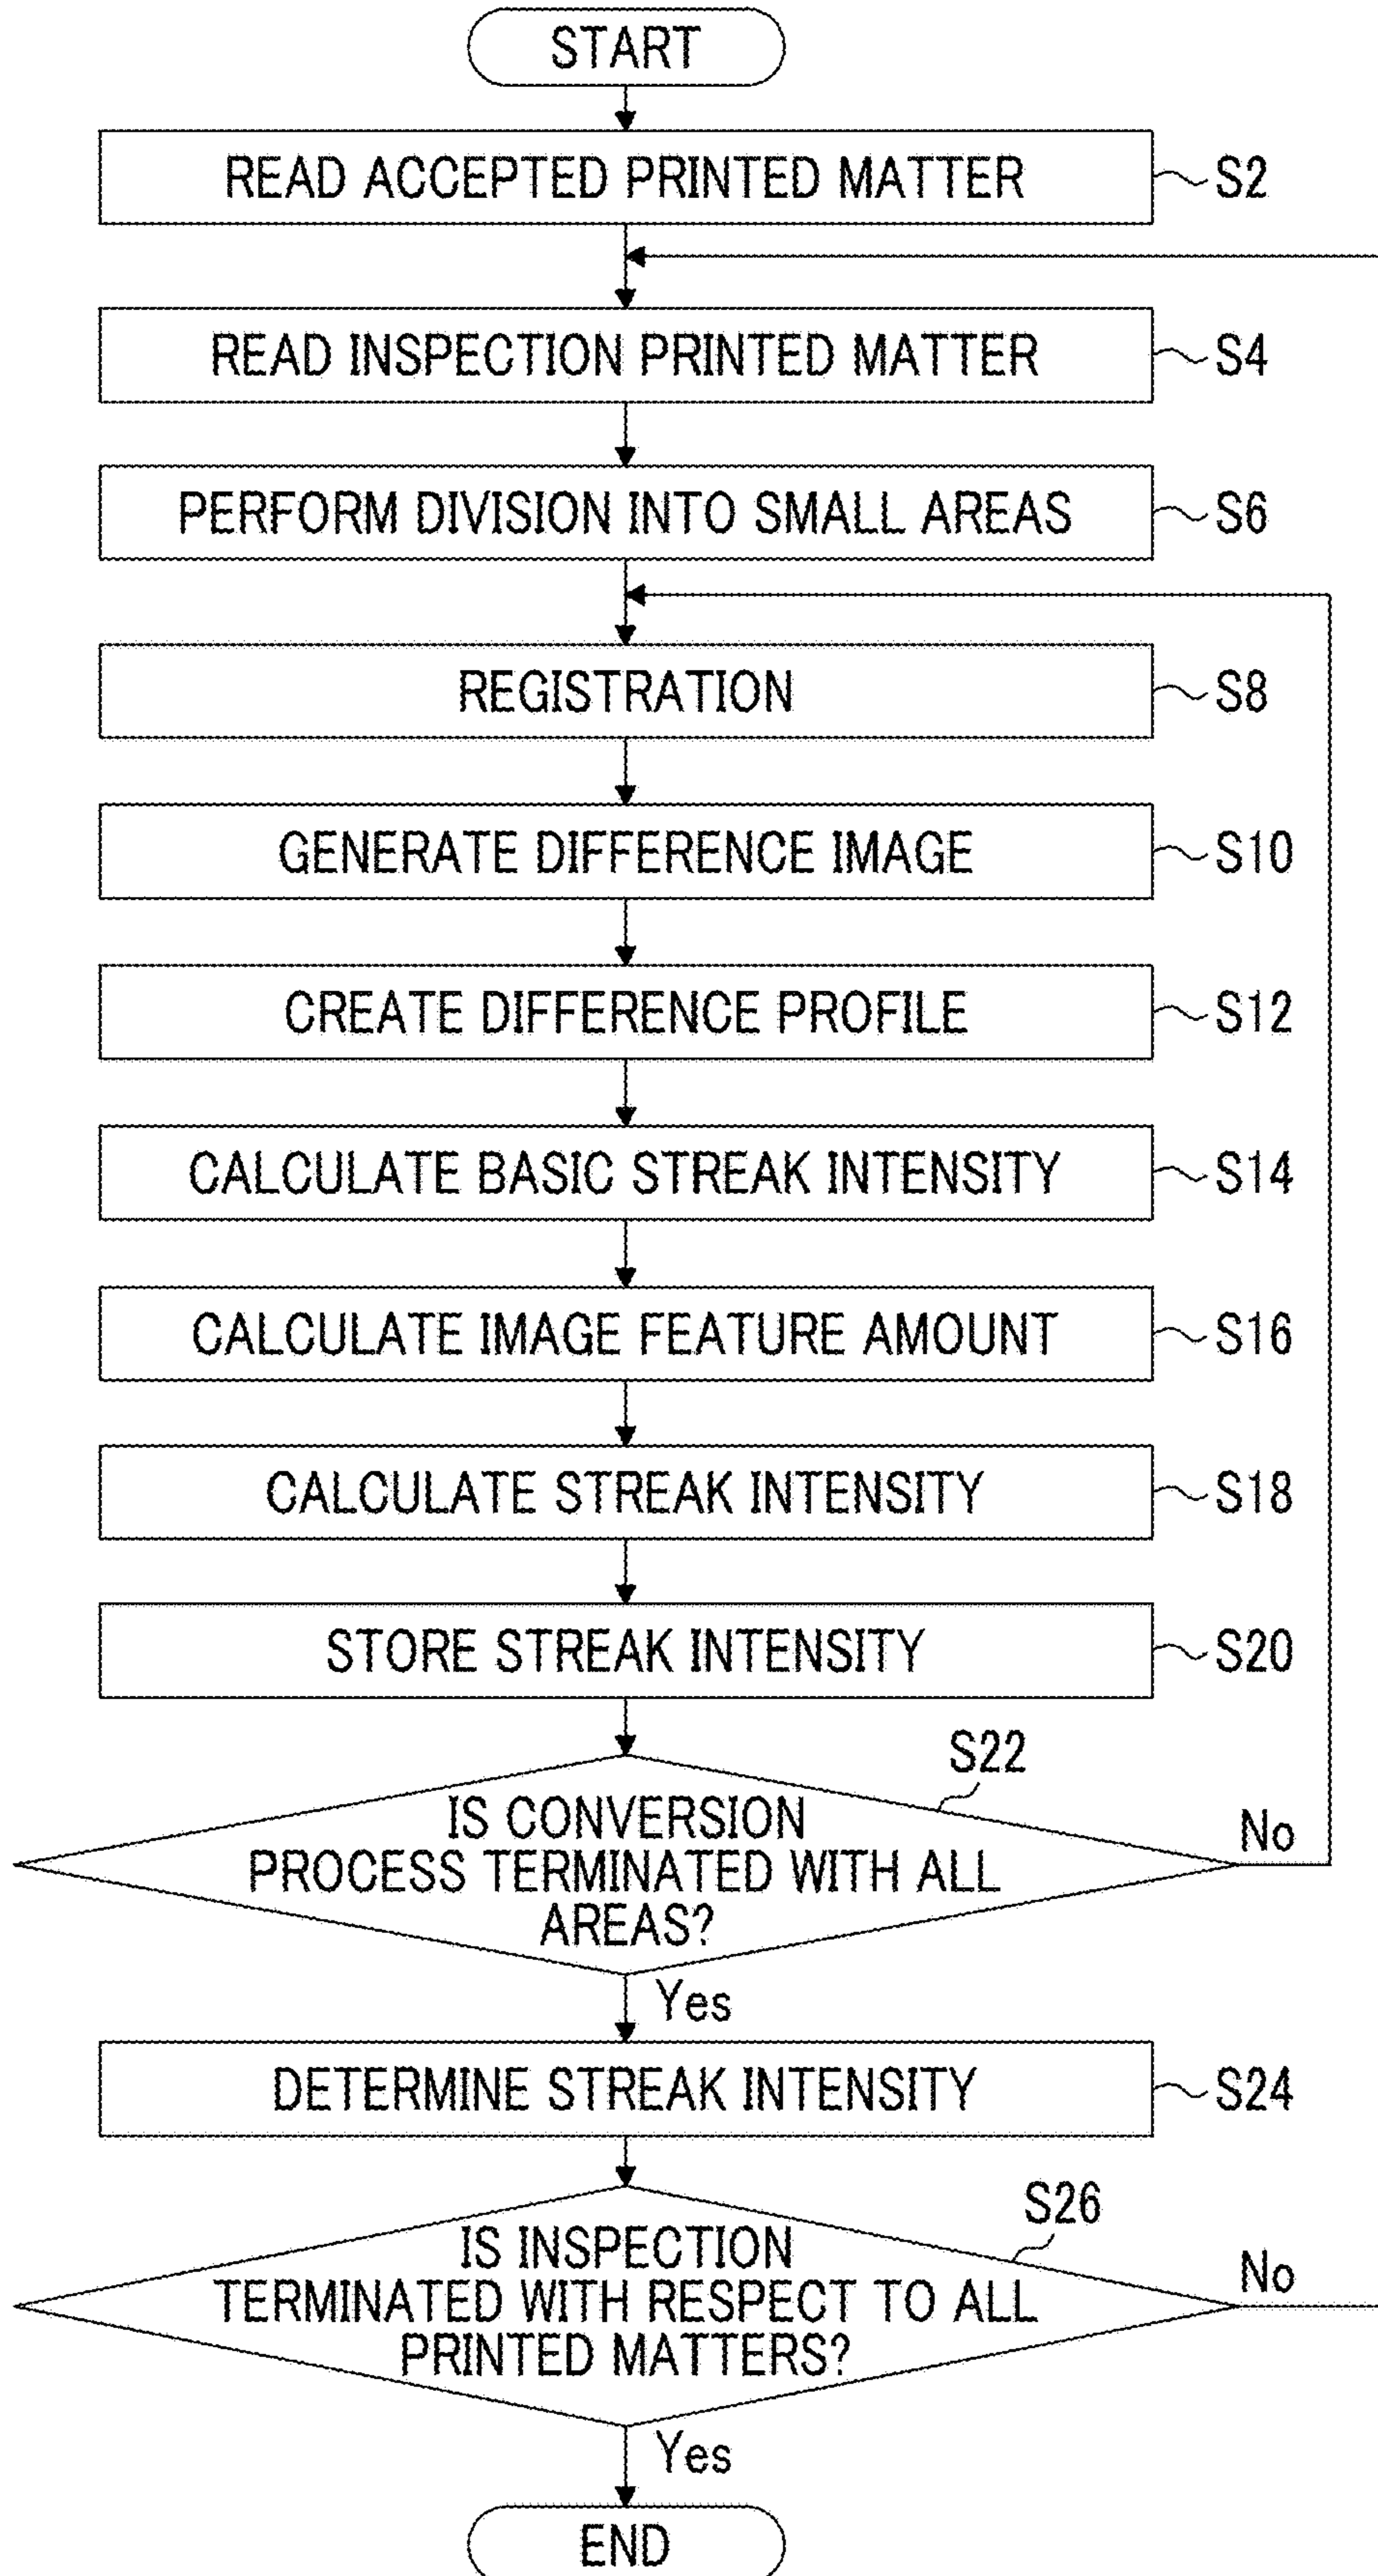 START
READ ACCEPTED PRINTED MATTER
S2
READ INSPECTION PRINTED MATTER
S4
PERFORM DIVISION INTO SMALL AREAS
S6
REGISTRATION
S8
GENERATE DIFFERENCE IMAGE
S10
CREATE DIFFERENCE PROFILE
S12
CALCULATE BASIC STREAK INTENSITY
S14
CALCULATE IMAGE FEATURE AMOUNT
S16
CALCULATE STREAK INTENSITY
S18
STORE STREAK INTENSITY
S20
S22
IS CONVERSION
PROCESS TERMINATED WITH ALL
AREAS?
No
Yes
DETERMINE STREAK INTENSITY
S24
S26
IS INSPECTION
TERMINATED WITH RESPECT TO ALL
PRINTED MATTERS?
No
Yes
END